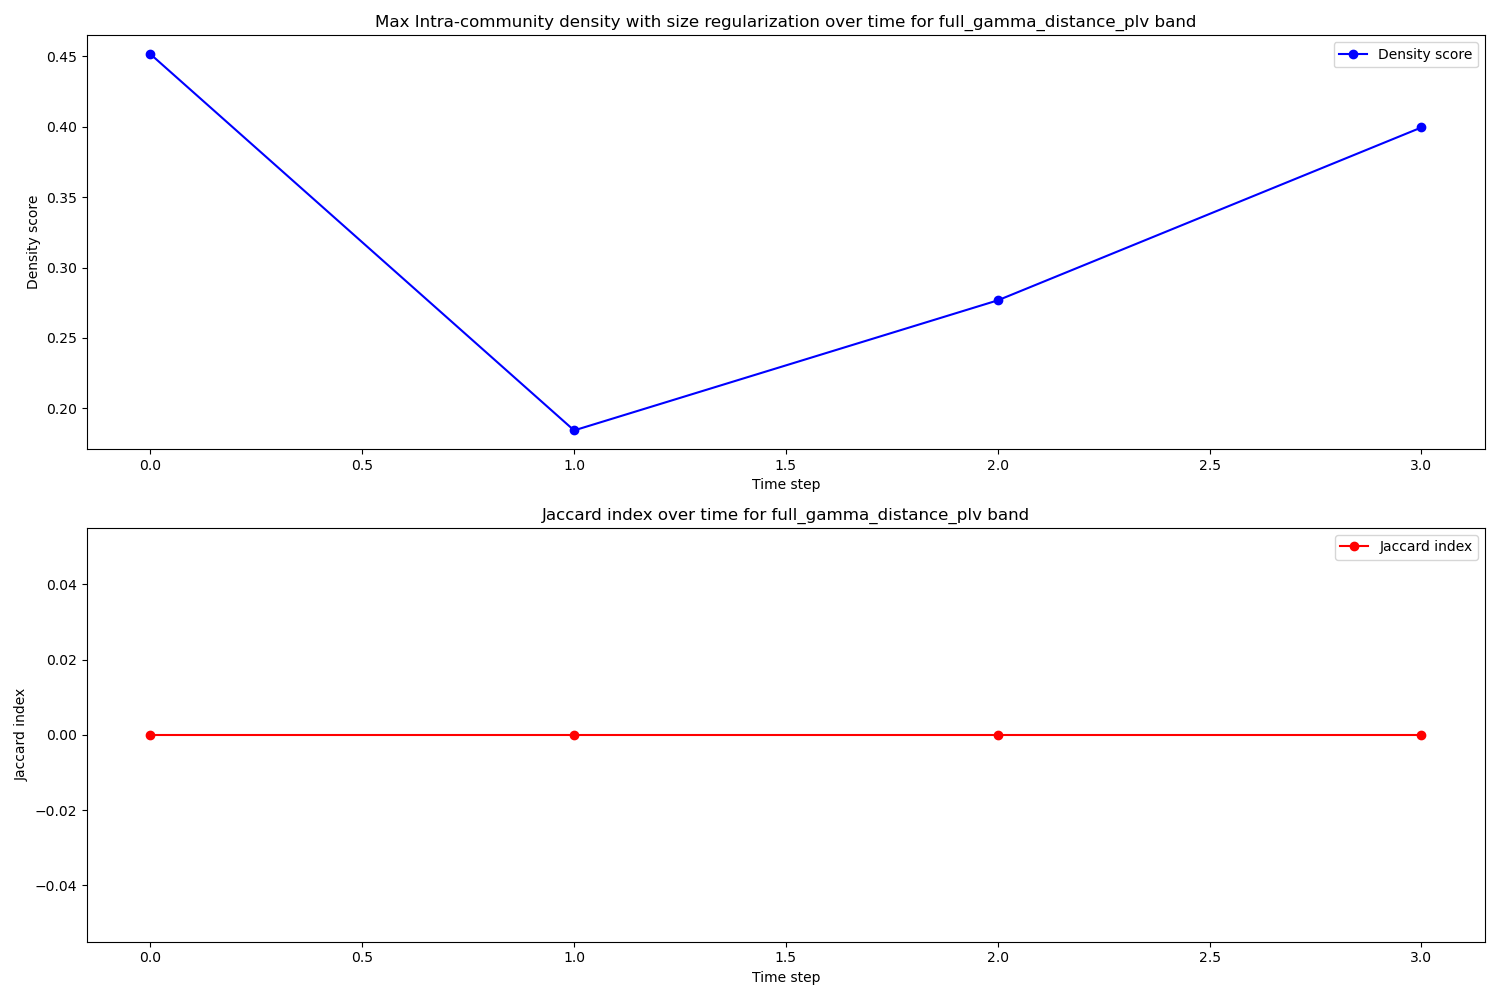 Max Intra-community density with size regularization over time for full_gamma_distance_plv band
Density score
0.45
0.40
0.35
0.30
0.25
0.20
Density score
0.0 0.5 1.0 1.5 2.0 2.5 3.0
Time step
Jaccard index over time for full_gamma_distance_plv band
Jaccard index
0.04
0.02
0.00
−0.02
−0.04
Jaccard index
0.0 0.5 1.0 1.5 2.0 2.5 3.0
Time step